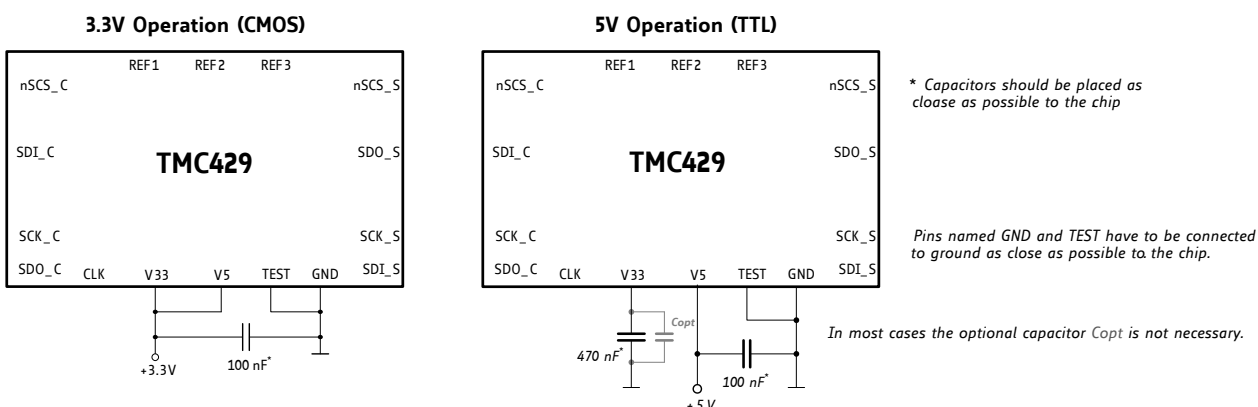 3.3V Operation (CMOS)
REF1 REF2 REF3
nSCS_C nSCS_S
SDI_C TMC429 SDO_S
SCK_C SCK_S
SDO_C CLK V33 V5 TEST GND SDI_S
100 nF*
+3.3V
5V Operation (TTL)
REF1 REF2 REF3
nSCS_C nSCS_S
SDI_C TMC429 SDO_S
SCK_C SCK_S
SDO_C CLK V33 V5 TEST GND SDI_S
Copt
470 nF*
100 nF*
+5V
* Capacitors should be placed as
cloase as possible to the chip
Pins named GND and TEST have to be connected
to ground as close as possible to the chip.
In most cases the optional capacitor Copt is not necessary.